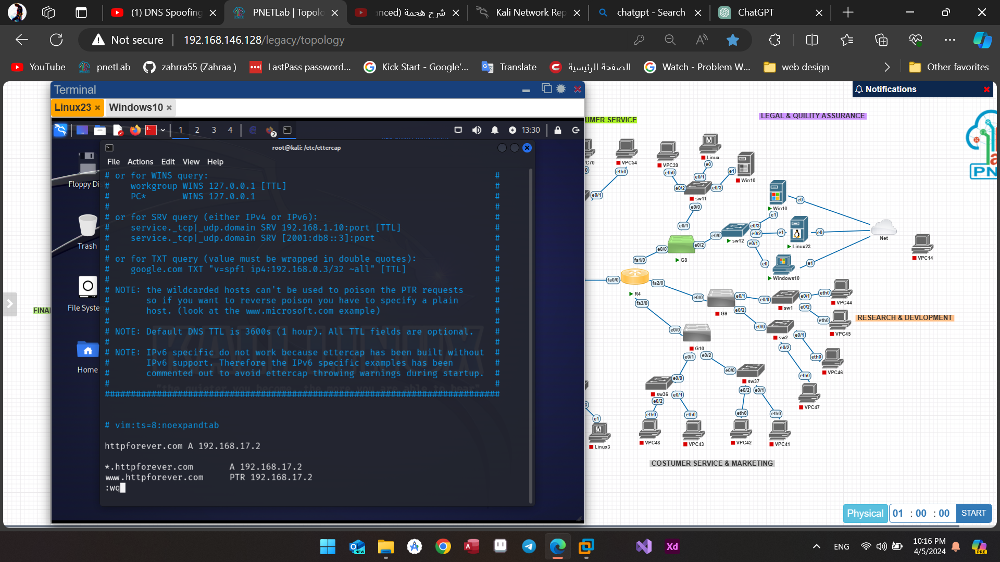 (1) DNS Spoofing
PNETLab | Topolo
شرح هجمة (anced
Kali Network Rep
chatgpt - Search
ChatGPT
Not secure
192.168.146.128/legacy/topology
YouTube
pnetLab
zahrra55 (Zahraa )
LastPass password...
Kick Start - Google'...
Translate
الصفحة الرئيسية
Watch - Problem W...
web design
Other favorites
Terminal
Linux23
Windows10
1 2 3 4
2
13:30
root@kali: /etc/ettercap
File Actions Edit View Help
# or for WINS query: #
# workgroup WINS 127.0.0.1 [TTL] #
# PC* WINS 127.0.0.1 #
# #
# or for SRV query (either IPv4 or IPv6): #
# service._tcp|_udp.domain SRV 192.168.1.10:port [TTL] #
# service._tcp|_udp.domain SRV [2001:db8::3]:port #
# #
# or for TXT query (value must be wrapped in double quotes): #
# google.com TXT "v=spf1 ip4:192.168.0.3/32 ~all" [TTL] #
# #
# NOTE: the wildcarded hosts can't be used to poison the PTR requests #
# so if you want to reverse poison you have to specify a plain #
# host. (look at the www.microsoft.com example) #
# #
# NOTE: Default DNS TTL is 3600s (1 hour). All TTL fields are optional. #
# #
# NOTE: IPv6 specific do not work because ettercap has been built without #
# IPv6 support. Therefore the IPv6 specific examples has been #
# commented out to avoid ettercap throwing warnings during startup. #
# #
############################################################################
# vim:ts=8:noexpandtab
httpforever.com A 192.168.17.2
*.httpforever.com A 192.168.17.2
www.httpforever.com PTR 192.168.17.2
:wq
Floppy Di
Trash
File Syste
Home
FINA
UMER SERVICE
LEGAL & QUILITY ASSURANCE
Notifications
PN
C70
VPC54
eth0
e0/1
VPC39
eth0
Linux
e0
e0/1
e1
Win10
e0/2
e0/3
sw11
e0/0
e0/1
Win10
e0
e1
e0/3
e0/2
e0/1
e1
e0
Linux23
Net
VPC14
e0/0
sw12
e0/2
e0/0
G8
fa1/0
e0
e1
Windows10
fa0/0
fa2/0
R4
fa3/0
e0/0
e0/1
G9
e0/2
e0/0
e0/1
sw1
e0/2
eth0
VPC44
eth0
VPC45
RESEARCH & DEVLOPMENT
e0/0
e0/1
sw2
e0/2
eth0
VPC46
eth0
VPC47
e0/0
G10
e0/1
e0/2
e0/0
sw37
e0/2
e0/1
e0/0
sw36
e0/2
e0/1
e1
Linux3
eth0
VPC48
eth0
VPC43
eth0
VPC42
eth0
VPC41
COSTUMER SERVICE & MARKETING
Physical
01 : 00 : 00
START
NEW
Xd
ENG
10:16 PM
4/5/2024
PRE